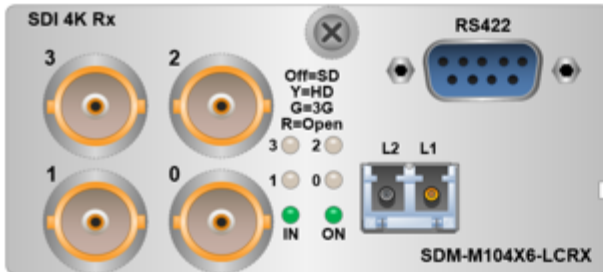 SDI 4K Rx
RS422
3 2
Off=SD
Y=HD
G=3G
R=Open
3 2
1 0
1 0
L2 L1
IN ON
SDM-M104X6-LCRX